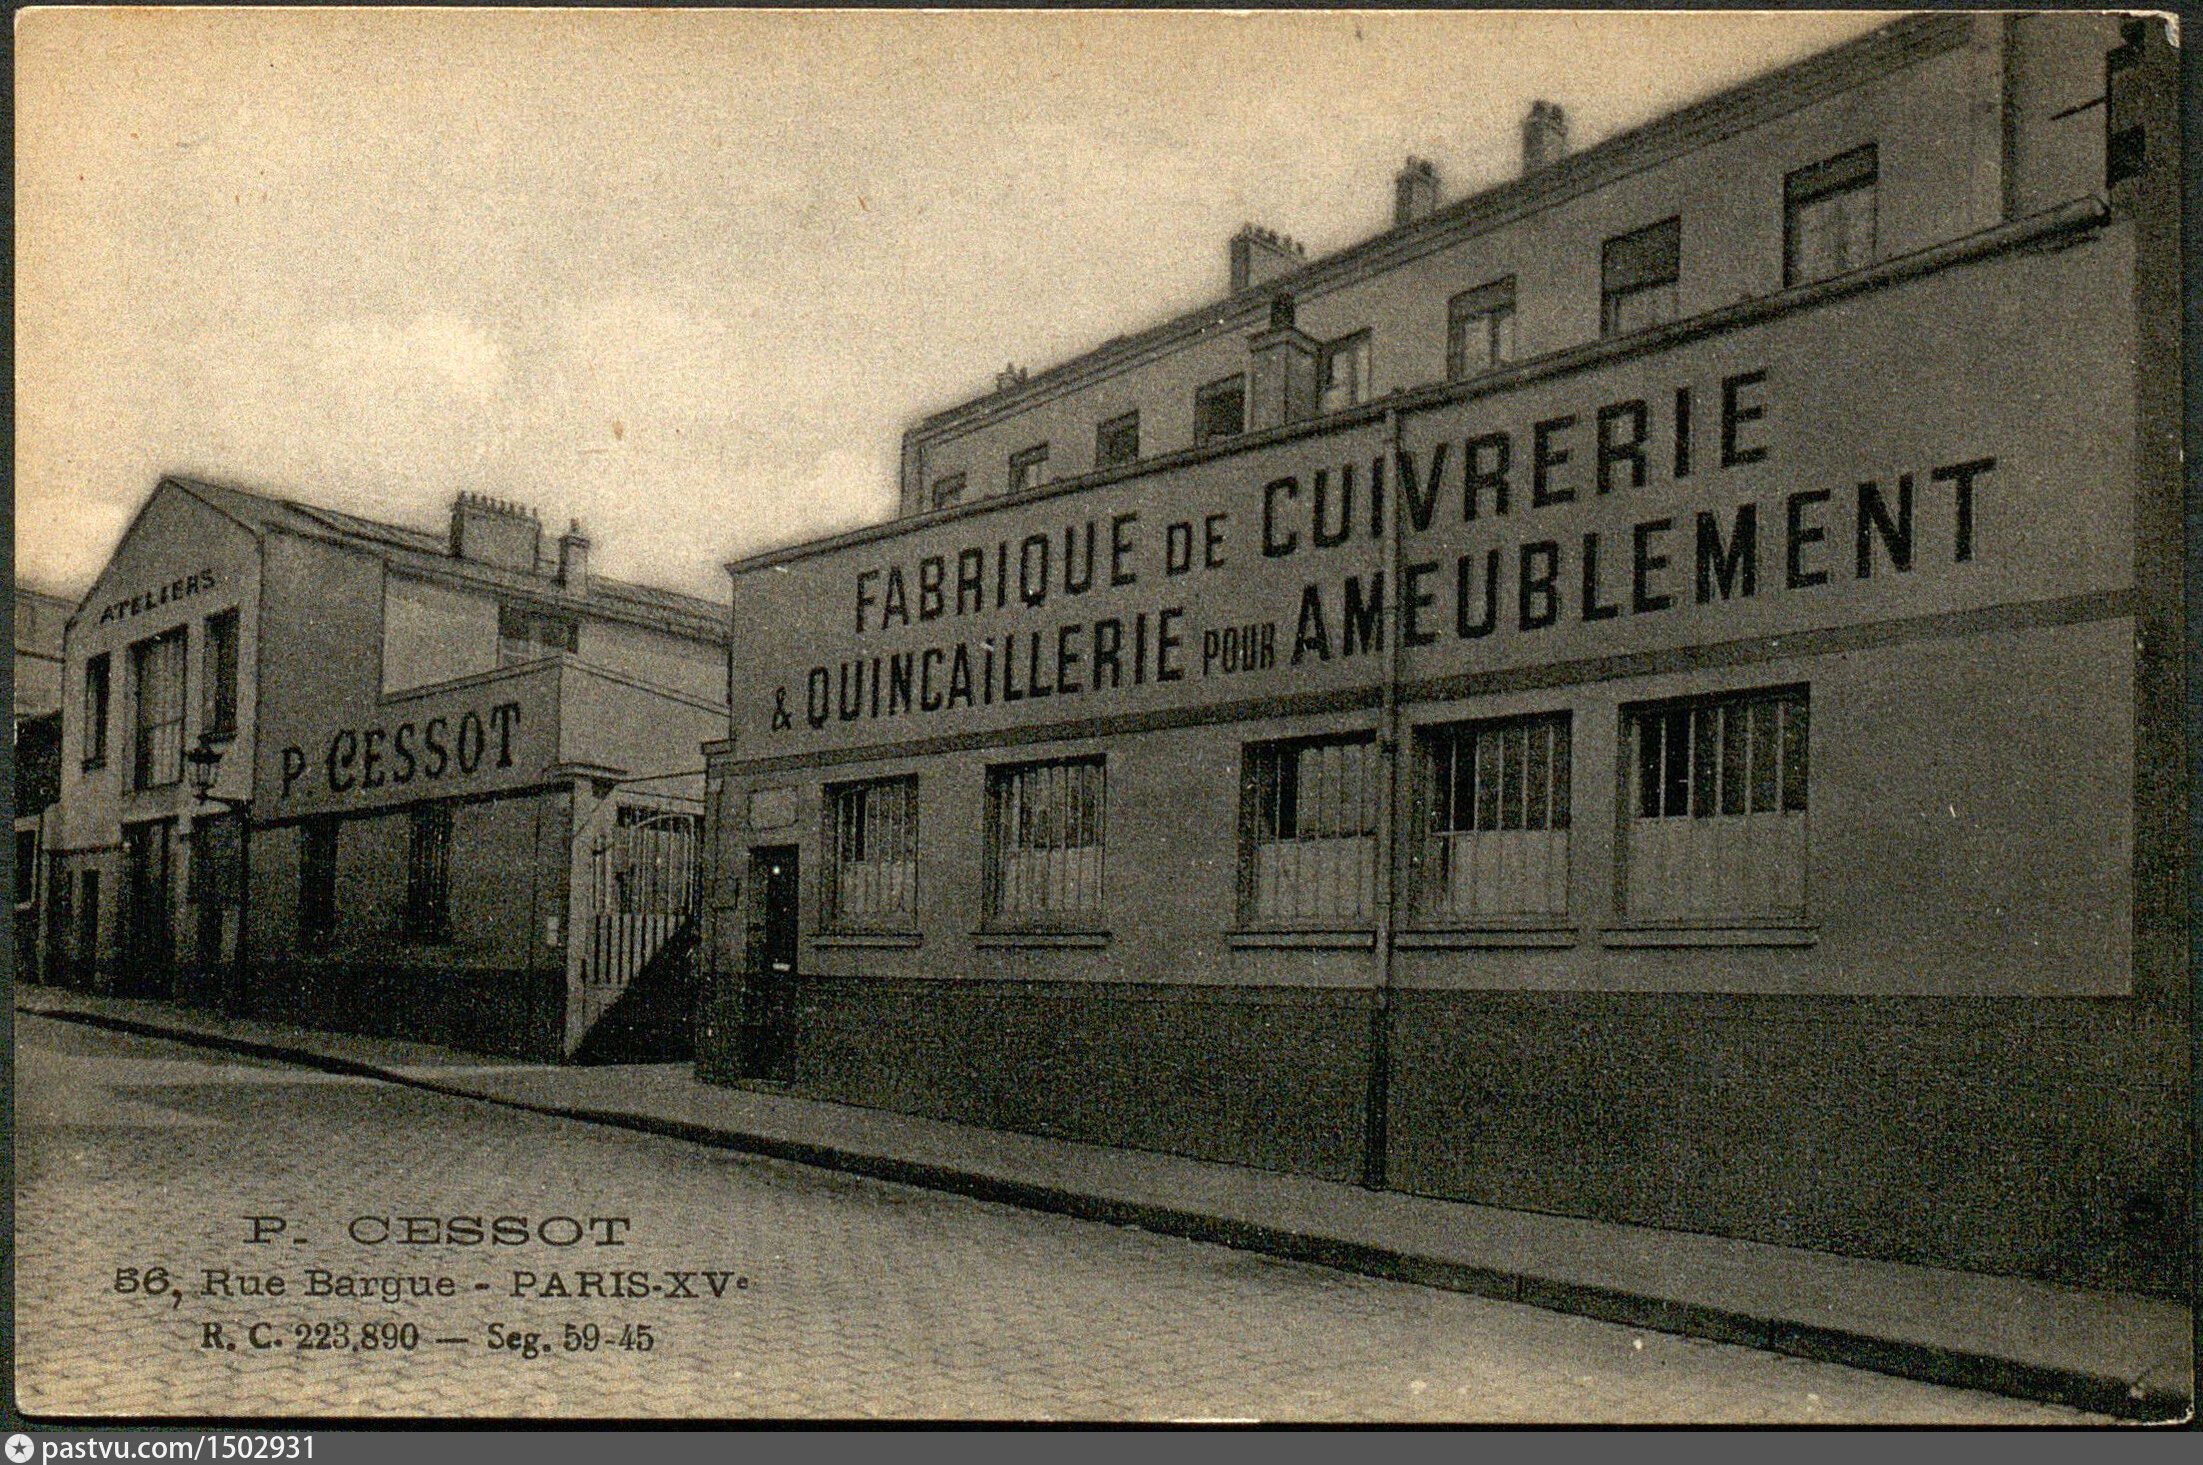 ATELIERS
P. CESSOT
FABRIQUE DE CUIVRERIE
& QUINCAILLERIE POUR AMEUBLEMENT
P. CESSOT
56, Rue Bargue - PARIS-XVe
R. C. 223.890 — Seg. 59-45
pastvu.com/1502931